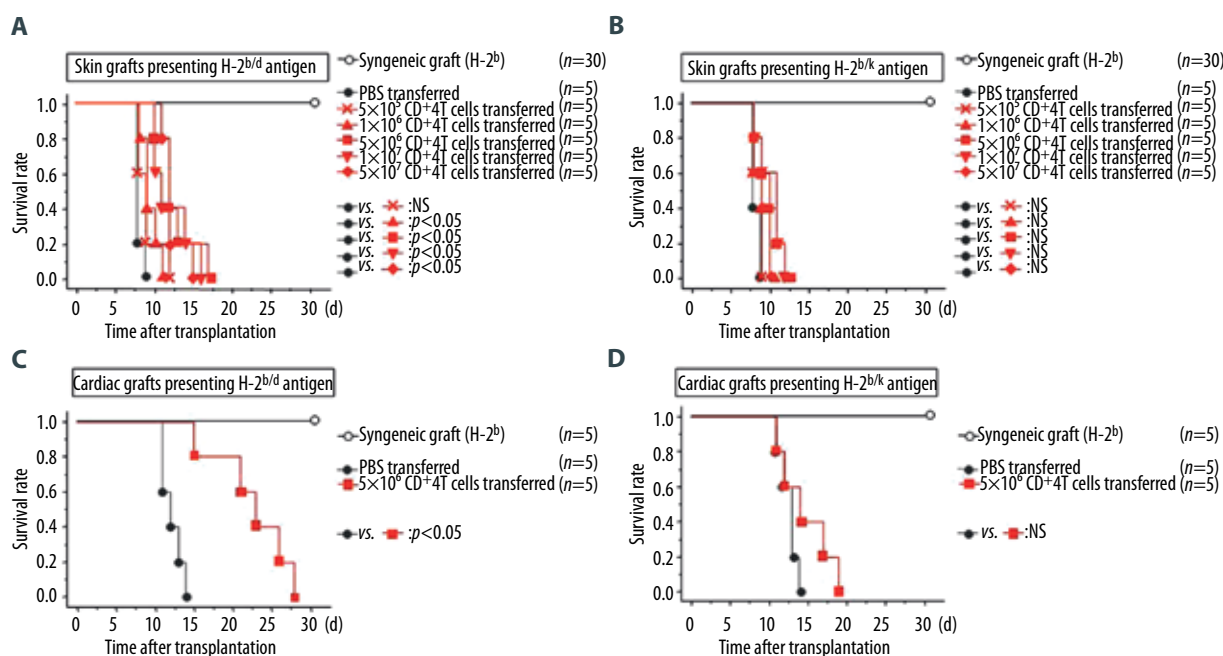 A
Skin grafts presenting H-2b/d antigen
Syngeneic graft (H-2b) (n=30)
PBS transferred (n=5)
5×10⁵ CD+4T cells transferred (n=5)
1×10⁶ CD+4T cells transferred (n=5)
5×10⁶ CD+4T cells transferred (n=5)
1×10⁷ CD+4T cells transferred (n=5)
5×10⁷ CD+4T cells transferred (n=5)
vs. :NS
vs. :p<0.05
vs. :p<0.05
vs. :p<0.05
vs. :p<0.05
Survival rate
1.0
0.8
0.6
0.4
0.2
0.0
0 5 10 15 20 25 30 (d)
Time after transplantation
B
Skin grafts presenting H-2b/k antigen
Syngeneic graft (H-2b) (n=30)
PBS transferred (n=5)
5×10⁵ CD+4T cells transferred (n=5)
1×10⁶ CD+4T cells transferred (n=5)
5×10⁶ CD+4T cells transferred (n=5)
1×10⁷ CD+4T cells transferred (n=5)
5×10⁷ CD+4T cells transferred (n=5)
vs. :NS
vs. :NS
vs. :NS
vs. :NS
vs. :NS
Survival rate
1.0
0.8
0.6
0.4
0.2
0.0
0 5 10 15 20 25 30 (d)
Time after transplantation
C
Cardiac grafts presenting H-2b/d antigen
Syngeneic graft (H-2b) (n=5)
PBS transferred (n=5)
5×10⁶ CD+4T cells transferred (n=5)
vs. :p<0.05
Survival rate
1.0
0.8
0.6
0.4
0.2
0.0
0 5 10 15 20 25 30 (d)
Time after transplantation
D
Cardiac grafts presenting H-2b/k antigen
Syngeneic graft (H-2b) (n=5)
PBS transferred (n=5)
5×10⁶ CD+4T cells transferred (n=5)
vs. :NS
Survival rate
1.0
0.8
0.6
0.4
0.2
0.0
0 5 10 15 20 25 30 (d)
Time after transplantation